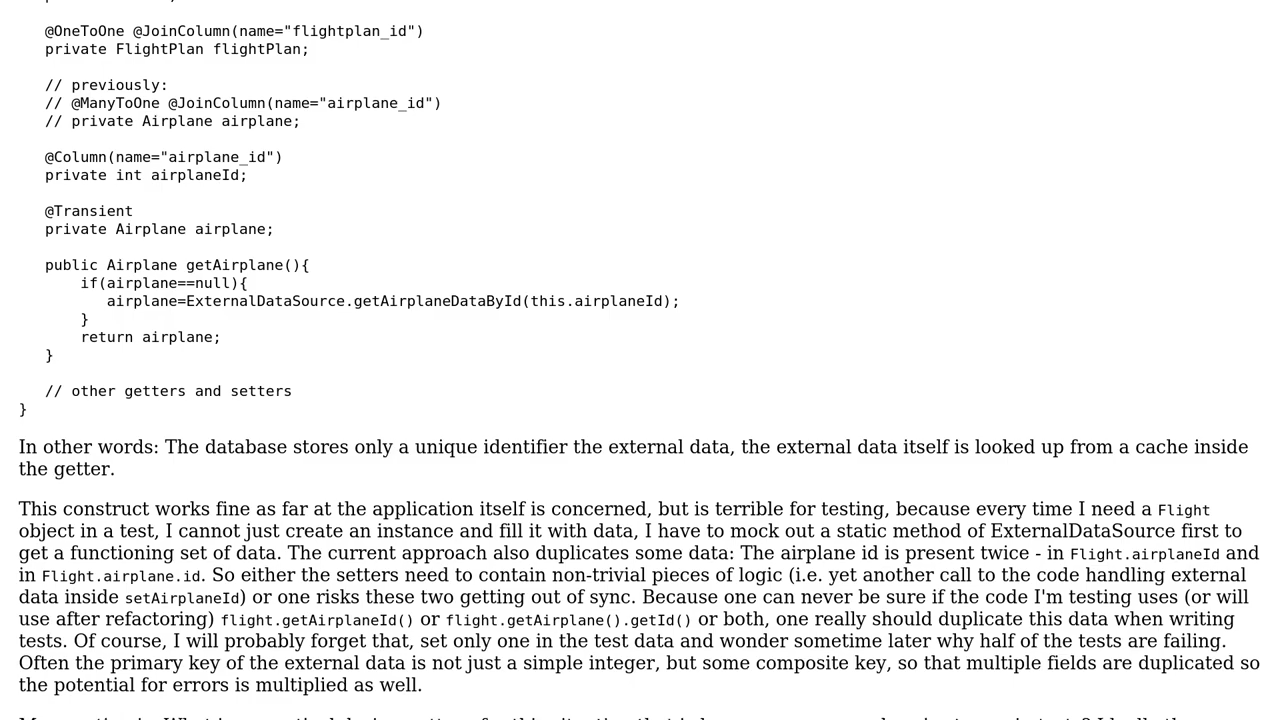 @OneToOne @JoinColumn(name="flightplan_id")
private FlightPlan flightPlan;
// previously:
// @ManyToOne @JoinColumn(name="airplane_id")
// private Airplane airplane;
@Column(name="airplane_id")
private int airplaneId;
@Transient
private Airplane airplane;
public Airplane getAirplane(){
if(airplane==null){
airplane=ExternalDataSource.getAirplaneDataById(this.airplaneId);
}
return airplane;
}
// other getters and setters
}
In other words: The database stores only a unique identifier the external data, the external data itself is looked up from a cache inside
the getter.
This construct works fine as far at the application itself is concerned, but is terrible for testing, because every time I need a Flight
object in a test, I cannot just create an instance and fill it with data, I have to mock out a static method of ExternalDataSource first to
get a functioning set of data. The current approach also duplicates some data: The airplane id is present twice - in Flight.airplaneId and
in Flight.airplane.id. So either the setters need to contain non-trivial pieces of logic (i.e. yet another call to the code handling external
data inside setAirplaneId) or one risks these two getting out of sync. Because one can never be sure if the code I'm testing uses (or will
use after refactoring) flight.getAirplaneId() or flight.getAirplane().getId() or both, one really should duplicate this data when writing
tests. Of course, I will probably forget that, set only one in the test data and wonder sometime later why half of the tests are failing.
Often the primary key of the external data is not just a simple integer, but some composite key, so that multiple fields are duplicated so
the potential for errors is multiplied as well.